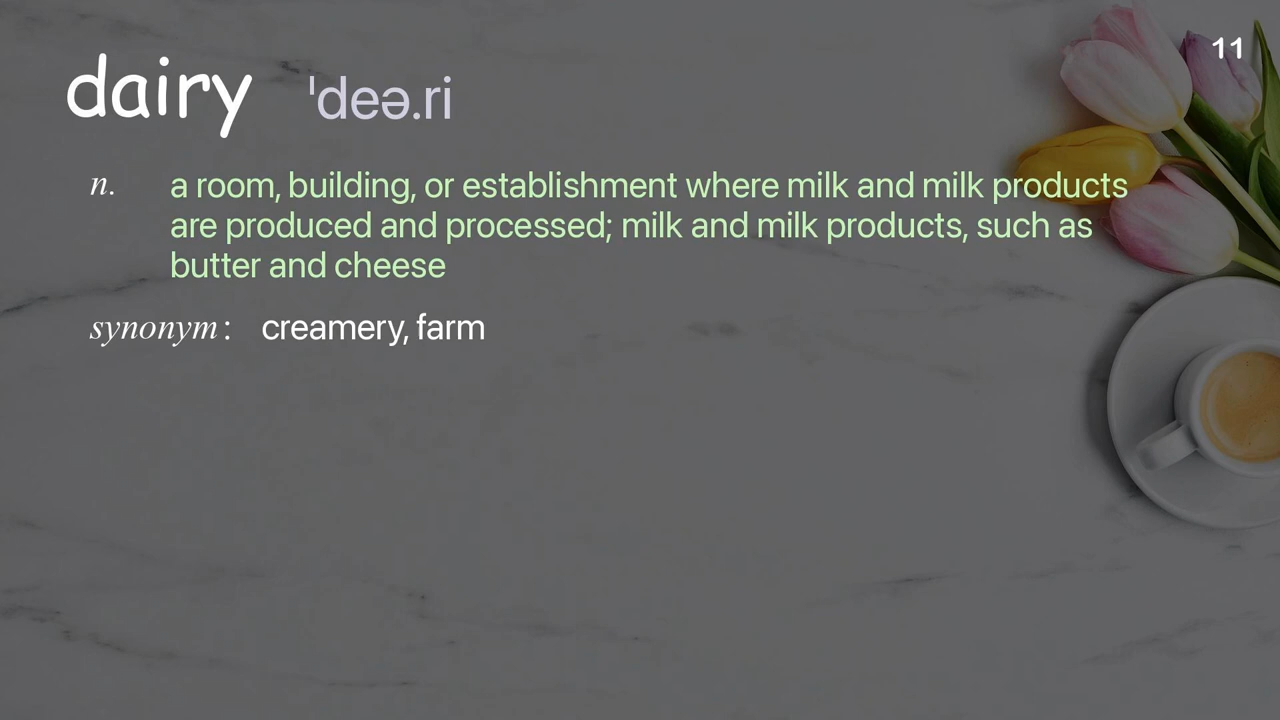 11
dairy ˈdeə.ri
n. a room, building, or establishment where milk and milk products
are produced and processed; milk and milk products, such as
butter and cheese
synonym : creamery, farm